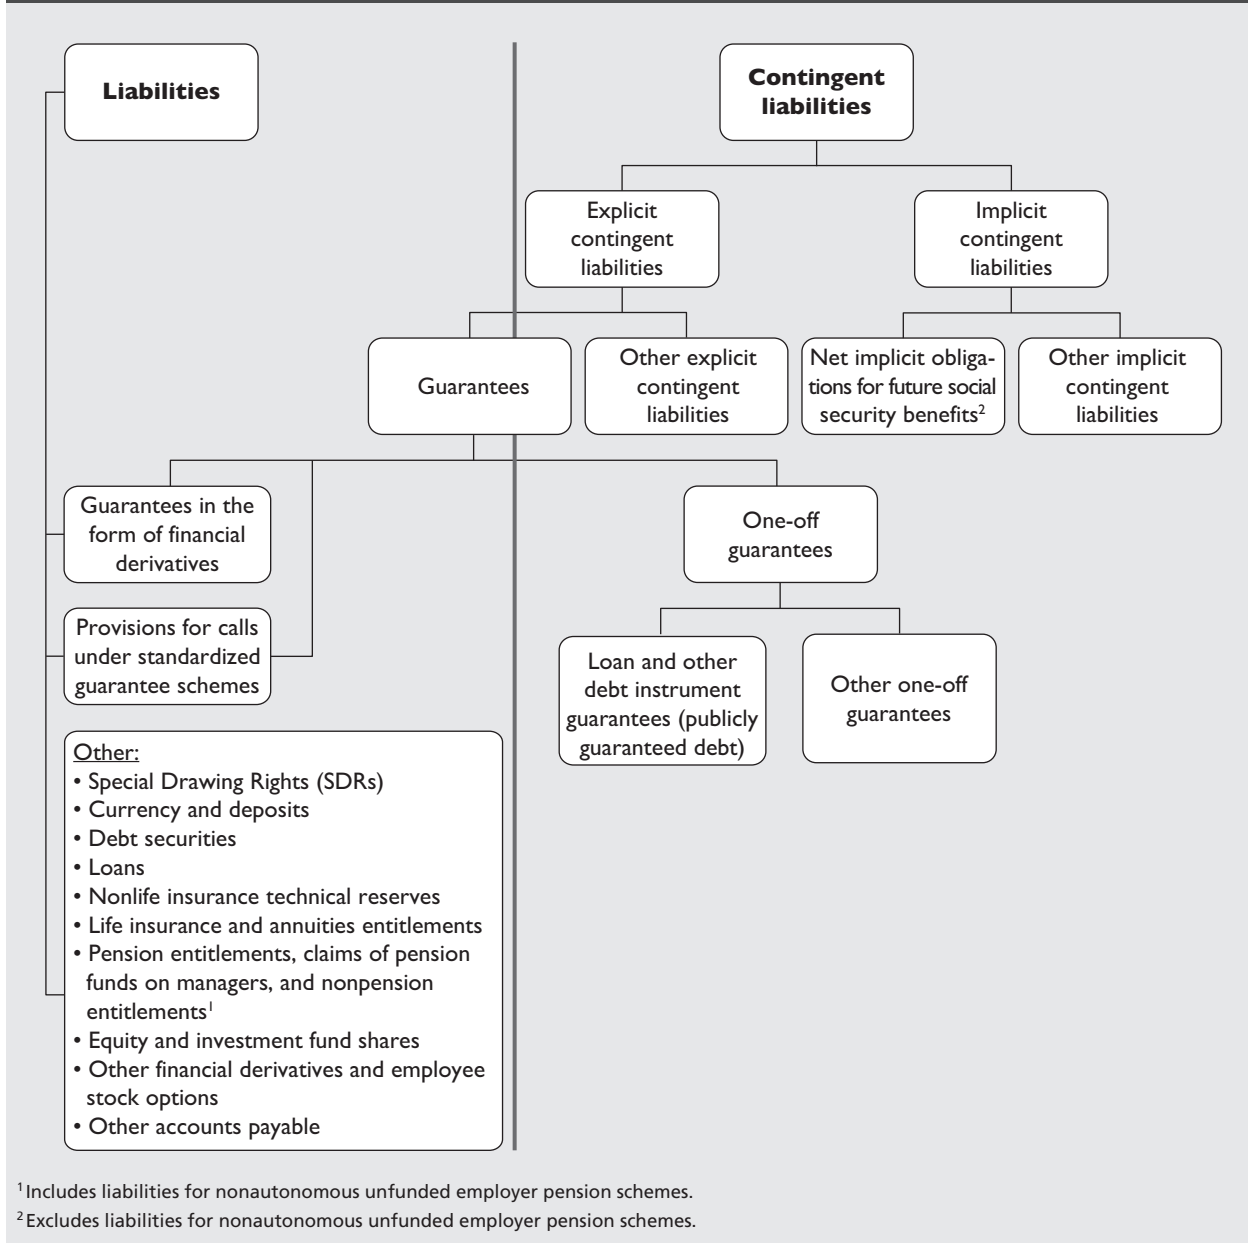 Liabilities
Contingent
liabilities
Explicit
contingent
liabilities
Implicit
contingent
liabilities
Guarantees
Other explicit
contingent
liabilities
Net implicit obliga-
tions for future social
security benefits²
Other implicit
contingent
liabilities
Guarantees in the
form of financial
derivatives
One-off
guarantees
Provisions for calls
under standardized
guarantee schemes
Loan and other
debt instrument
guarantees (publicly
guaranteed debt)
Other one-off
guarantees
Other:
• Special Drawing Rights (SDRs)
• Currency and deposits
• Debt securities
• Loans
• Nonlife insurance technical reserves
• Life insurance and annuities entitlements
• Pension entitlements, claims of pension
funds on managers, and nonpension
entitlements¹
• Equity and investment fund shares
• Other financial derivatives and employee
stock options
• Other accounts payable
¹ Includes liabilities for nonautonomous unfunded employer pension schemes.
² Excludes liabilities for nonautonomous unfunded employer pension schemes.